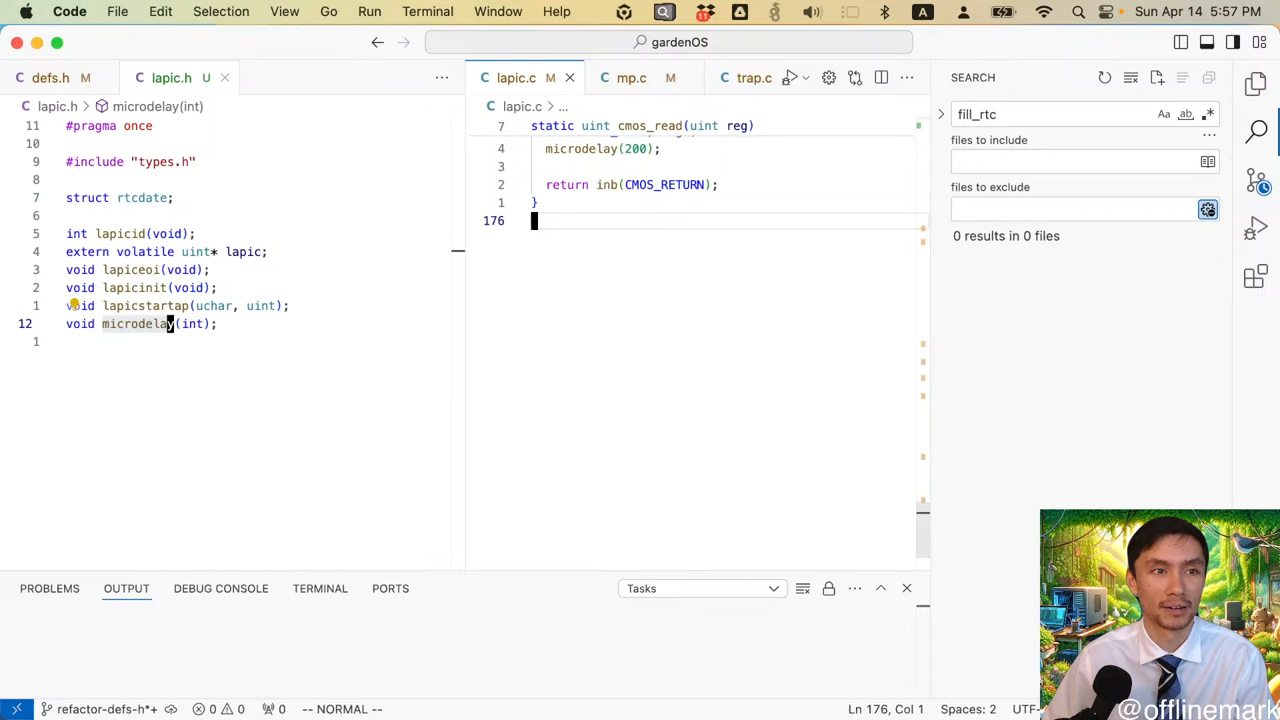 Code File Edit Selection View Go Run Terminal Window Help A Sun Apr 14 5:57 PM
gardenOS
defs.h M lapic.h U lapic.c M mp.c M trap.c SEARCH
lapic.h > microdelay(int) lapic.c > ...
11 #pragma once
10
9 #include "types.h"
8
7 struct rtcdate;
6
5 int lapicid(void);
4 extern volatile uint* lapic;
3 void lapiceoi(void);
2 void lapicinit(void);
1 void lapicstartap(uchar, uint);
12 void microdelay(int);
1
7 static uint cmos_read(uint reg)
4 microdelay(200);
3
2 return inb(CMOS_RETURN);
1 }
176
fill_rtc Aa ab .*
files to include
files to exclude
0 results in 0 files
PROBLEMS OUTPUT DEBUG CONSOLE TERMINAL PORTS Tasks
refactor-defs-h*+ 0 0 0 -- NORMAL -- Ln 176, Col 1 Spaces: 2 UTF-
@offlinemark